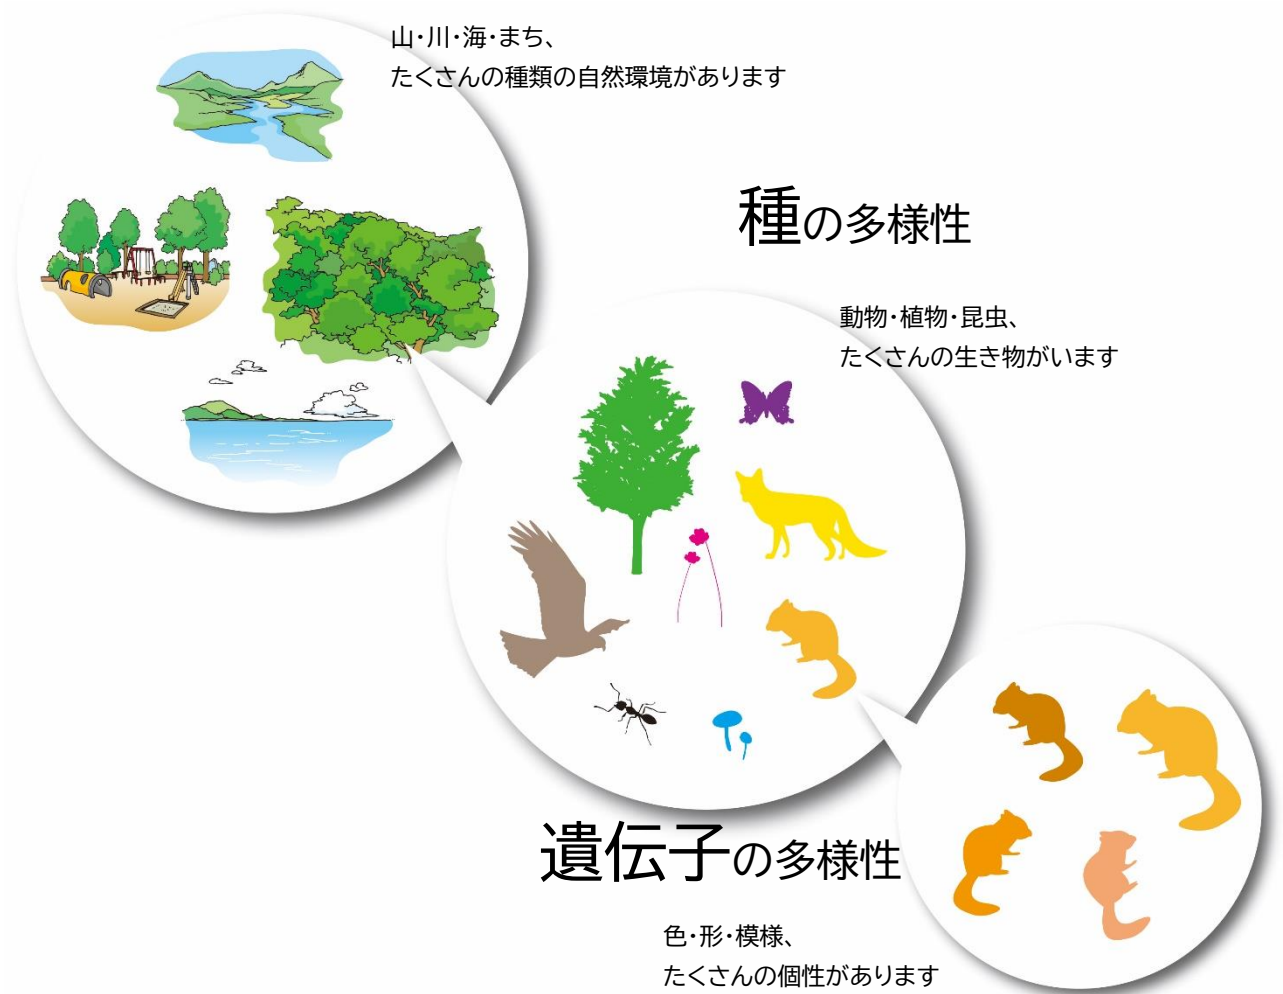 山・川・海・まち、
たくさんの種類の自然環境があります
種の多様性
動物・植物・昆虫、
たくさんの生き物がいます
遺伝子の多様性
色・形・模様、
たくさんの個性があります